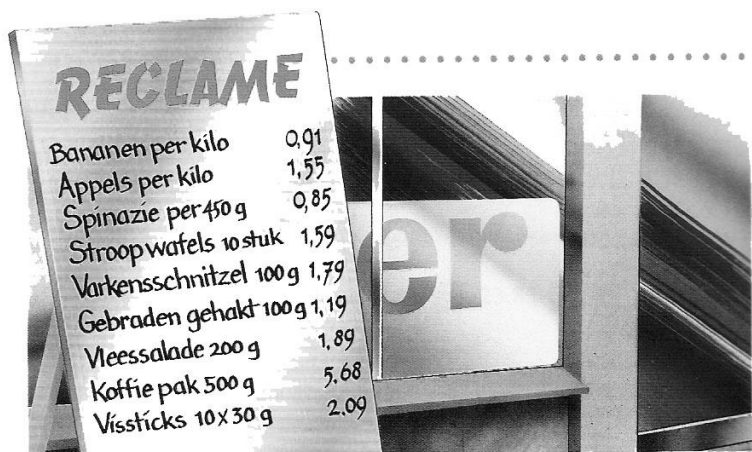 RECLAME
Bananen per kilo 0,91
Appels per kilo 1,55
Spinazie per 450 g 0,85
Stroopwafels 10 stuk 1,59
Varkensschnitzel 100 g 1,79
Gebraden gehakt 100 g 1,19
Vleessalade 200 g 1,89
Koffie pak 500 g 5.68
Vissticks 10 x 30 g 2.09
er